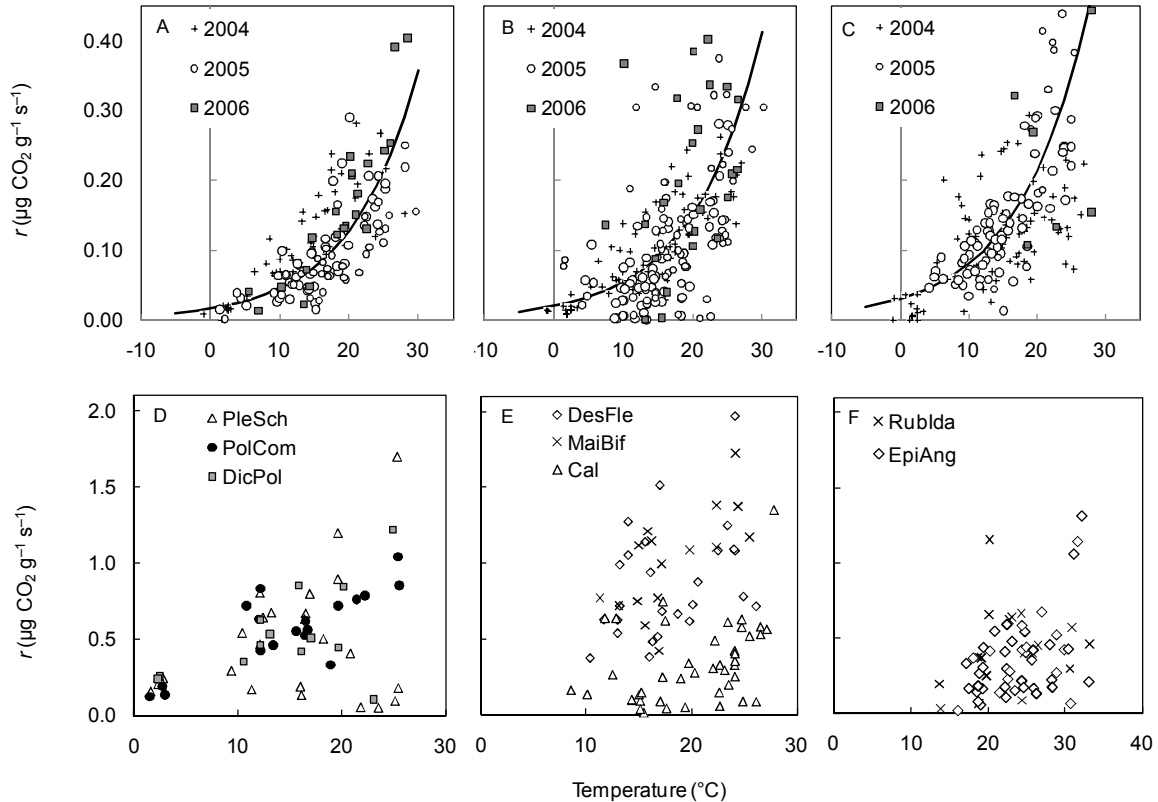 A
2004
2005
2006
B
2004
2005
2006
C
2004
2005
2006
0.40
0.30
0.20
0.10
0.00
r (µg CO₂ g⁻¹ s⁻¹)
-10 0 10 20 30
-10 0 10 20 30
-10 0 10 20 30
D
PleSch
PolCom
DicPol
E
DesFle
MaiBif
Cal
F
RubIda
EpiAng
2.0
1.5
1.0
0.5
0.0
r (µg CO₂ g⁻¹ s⁻¹)
0 10 20 30
0 10 20 30
0 10 20 30 40
Temperature (°C)